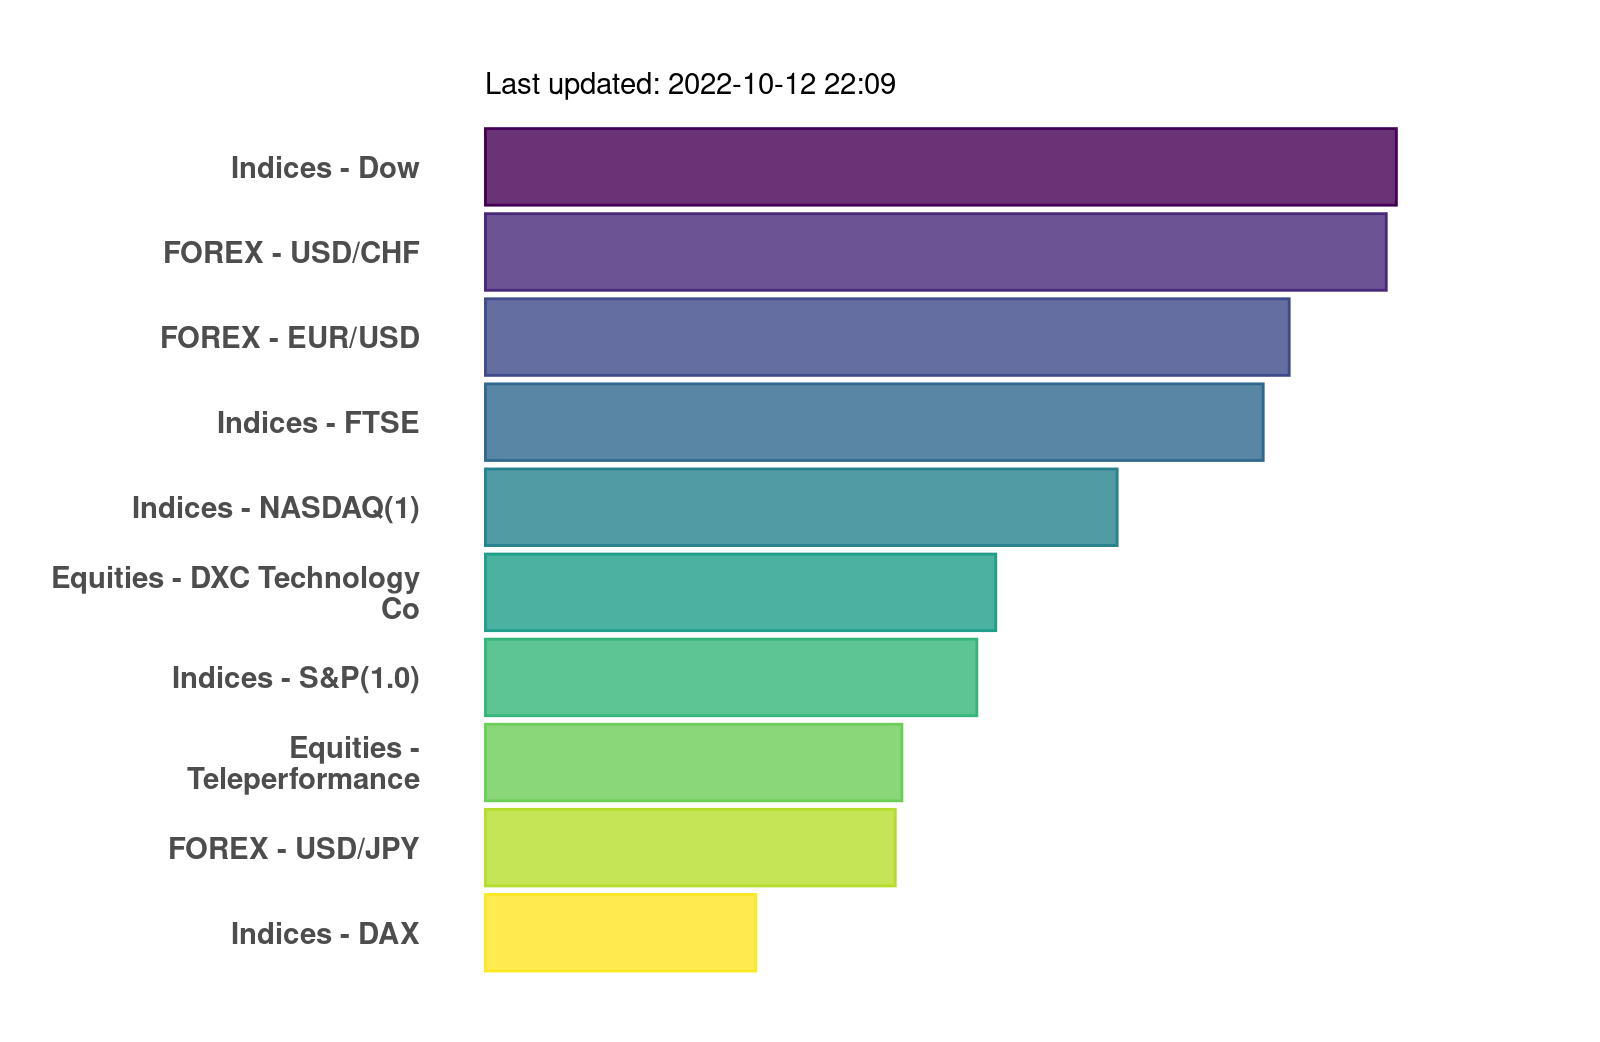 Last updated: 2022-10-12 22:09
Indices - Dow
FOREX - USD/CHF
FOREX - EUR/USD
Indices - FTSE
Indices - NASDAQ(1)
Equities - DXC Technology
Co
Indices - S&P(1.0)
Equities -
Teleperformance
FOREX - USD/JPY
Indices - DAX